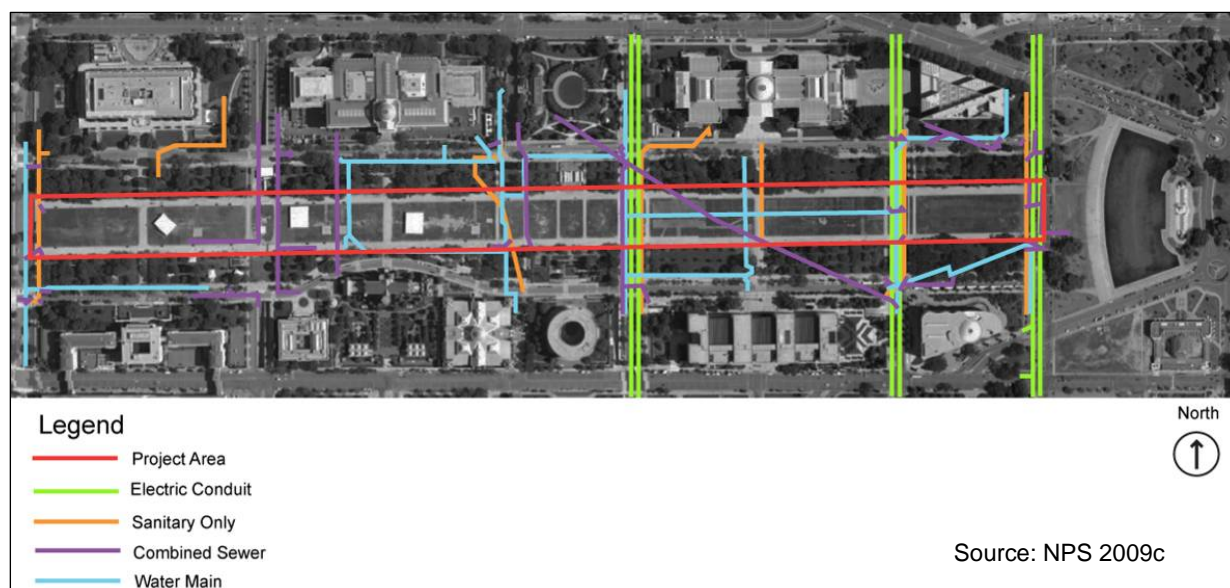 Legend
Project Area
Electric Conduit
Sanitary Only
Combined Sewer
Water Main
North
Source: NPS 2009c